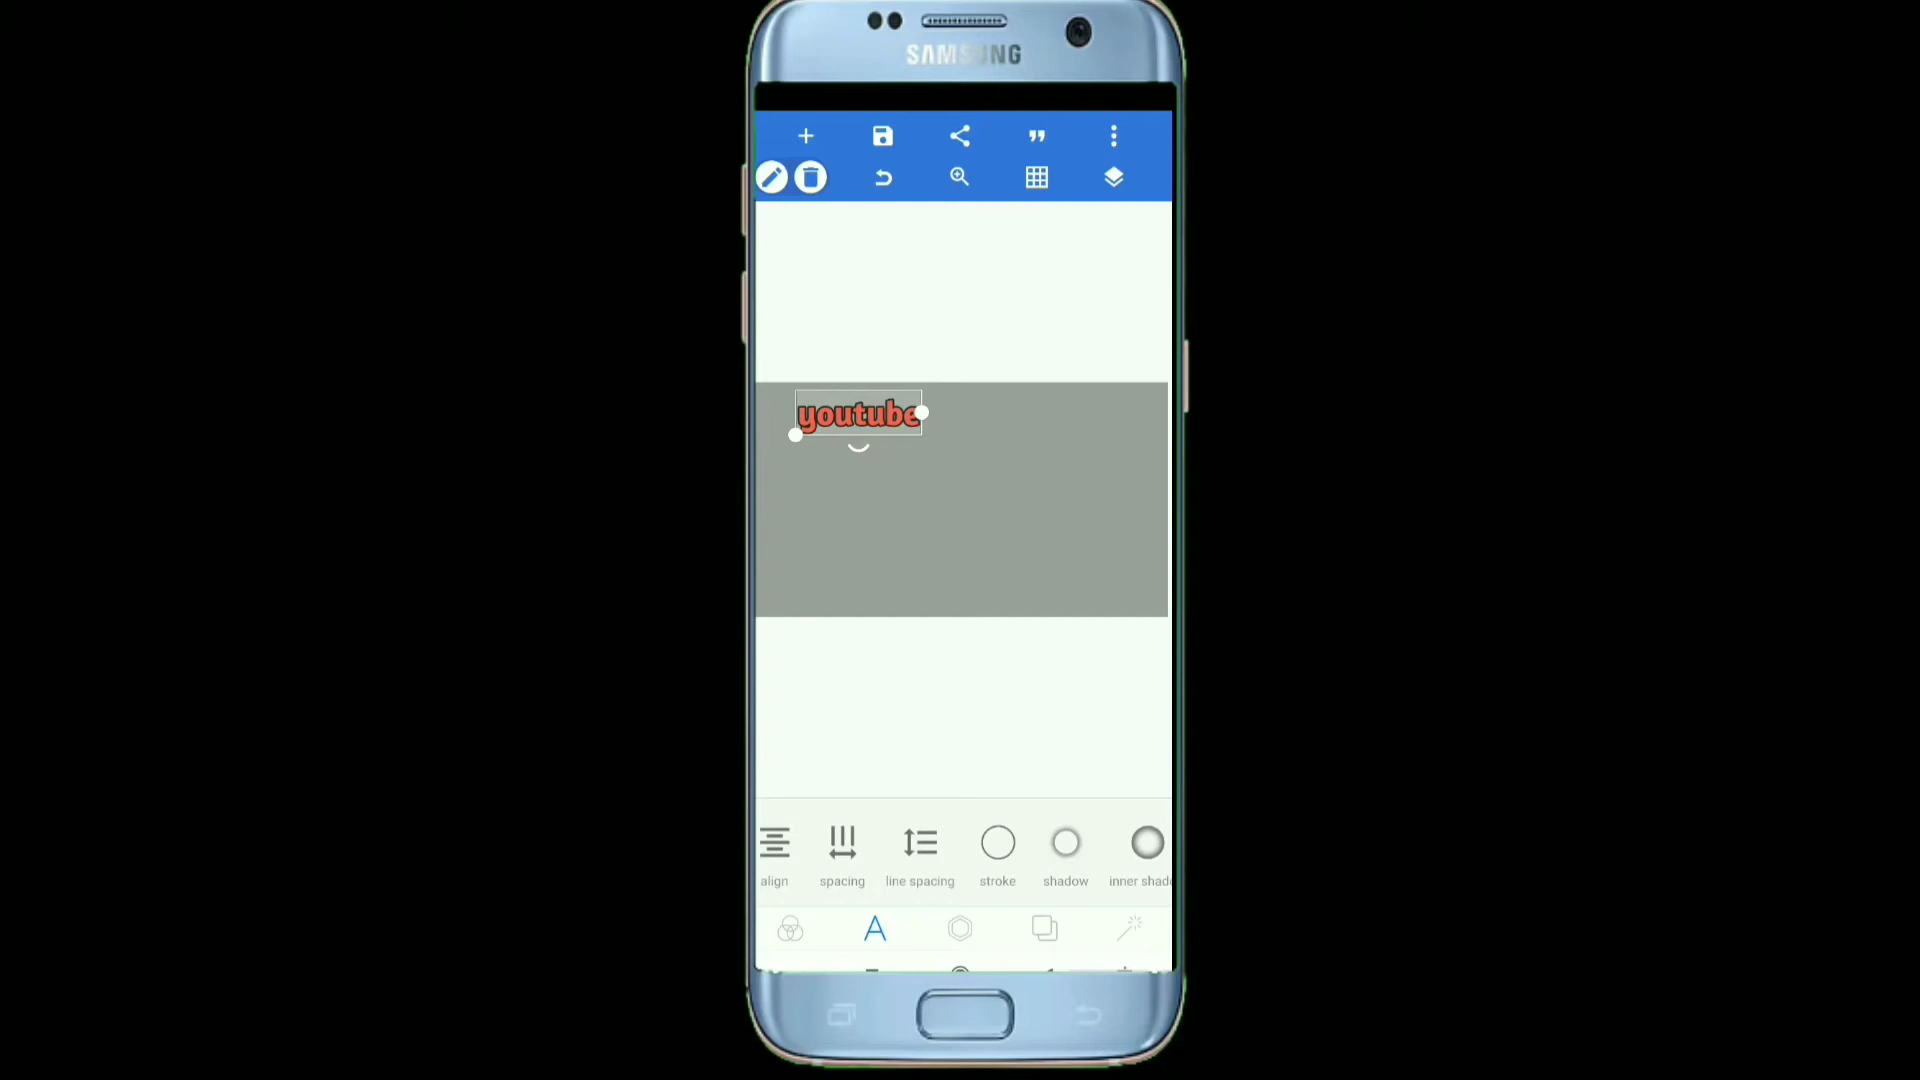 SAMSUNG
youtube
align
spacing
line spacing
stroke
shadow
inner shad